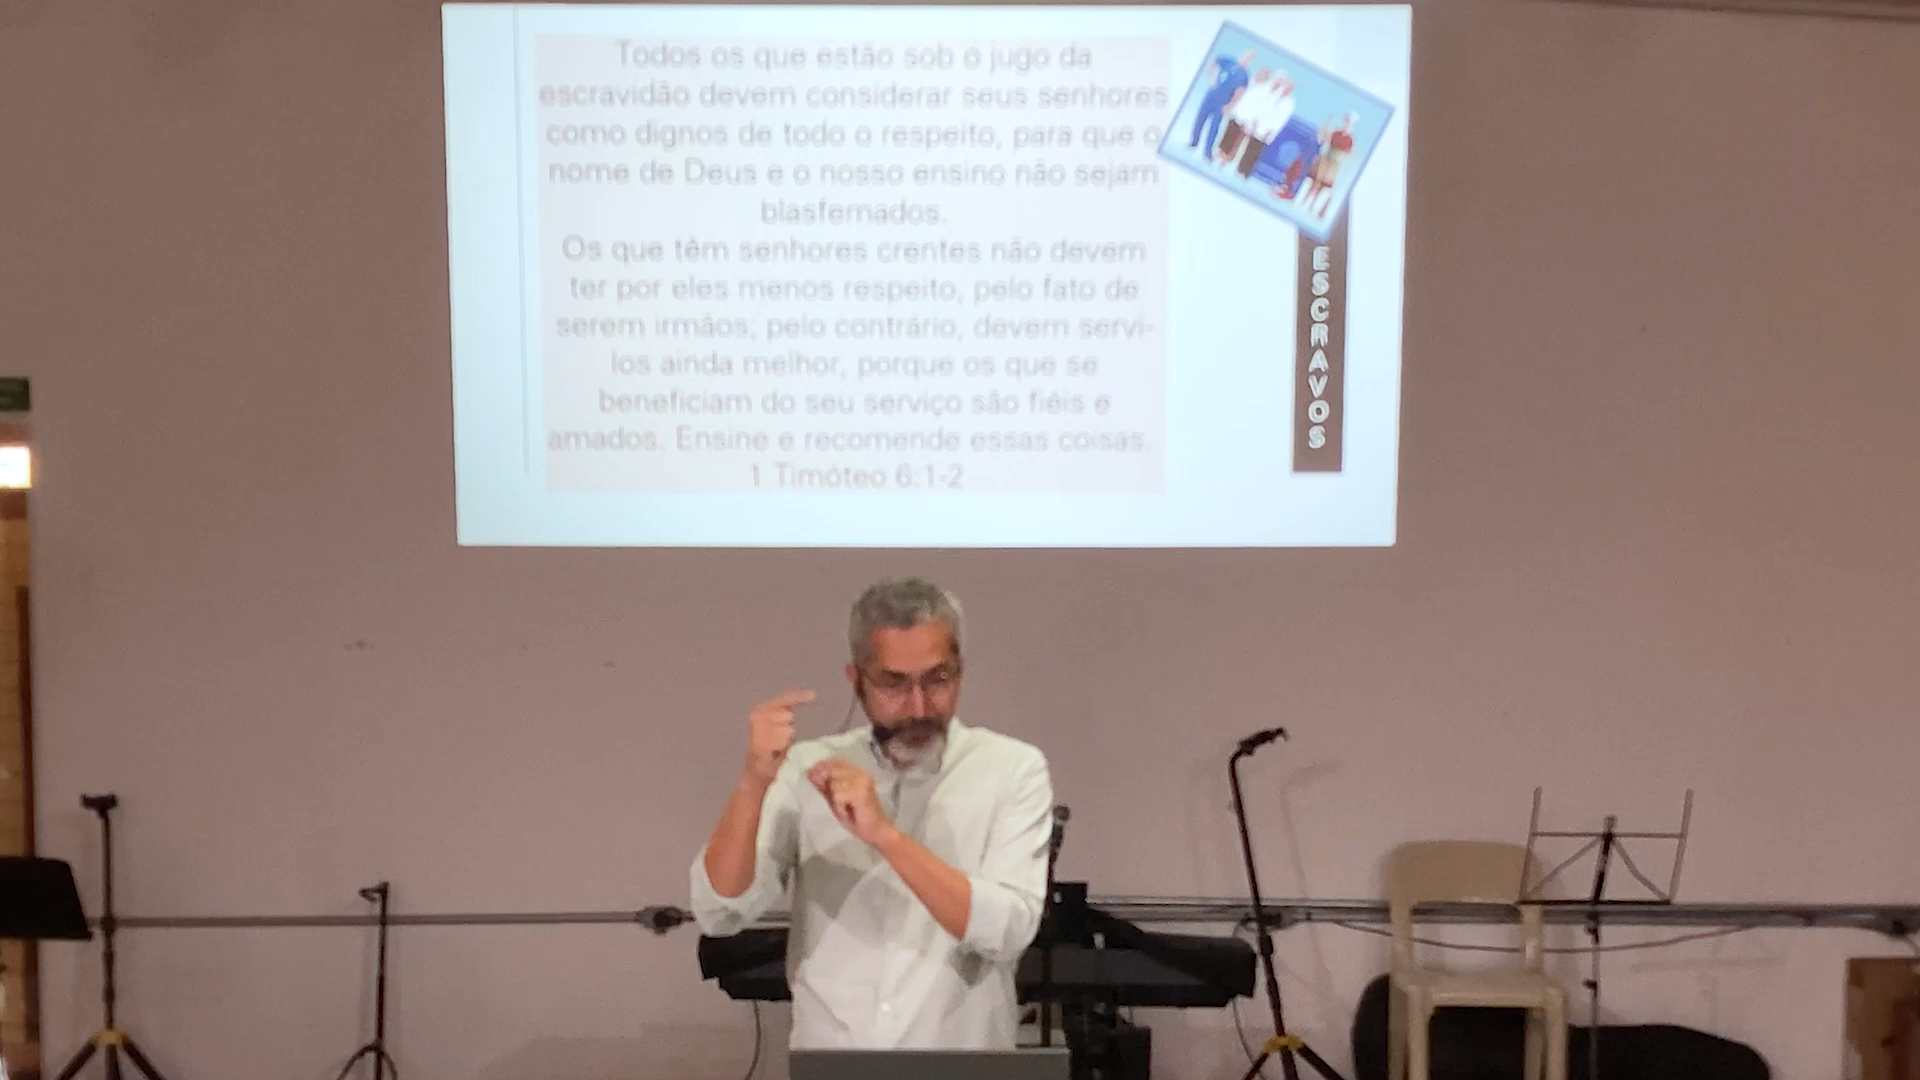 Todos os que estão sob o jugo da
escravidão devem considerar seus senhores
como dignos de todo o respeito, para que o
nome de Deus e o nosso ensino não sejam
blasfemados.
Os que têm senhores crentes não devem
ter por eles menos respeito, pelo fato de
serem irmãos; pelo contrário, devem servi-
los ainda melhor, porque os que se
beneficiam do seu serviço são fiéis e
amados. Ensine e recomende essas coisas.
1 Timóteo 6:1-2
ESCRAVOS